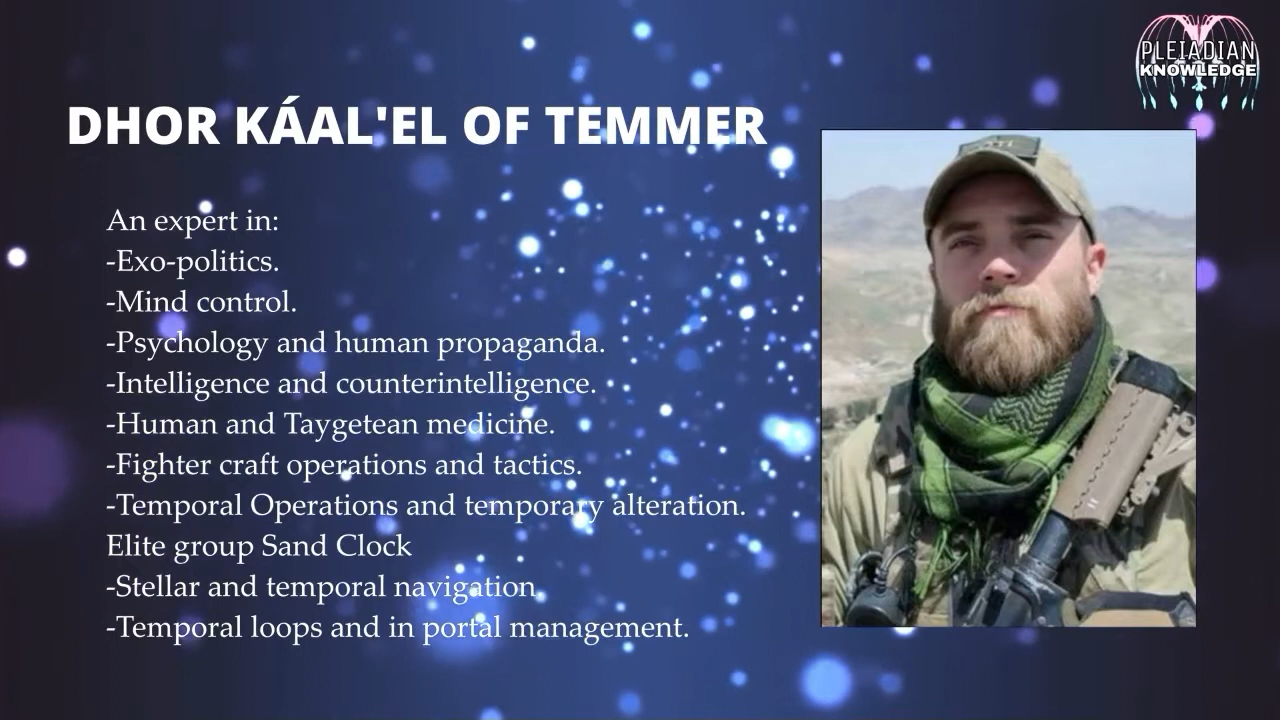 PLEIADIAN
KNOWLEDGE
DHOR KÁAL'EL OF TEMMER
An expert in:
-Exo-politics.
-Mind control.
-Psychology and human propaganda.
-Intelligence and counterintelligence.
-Human and Taygetean medicine.
-Fighter craft operations and tactics.
-Temporal Operations and temporary alteration.
Elite group Sand Clock
-Stellar and temporal navigation.
-Temporal loops and in portal management.